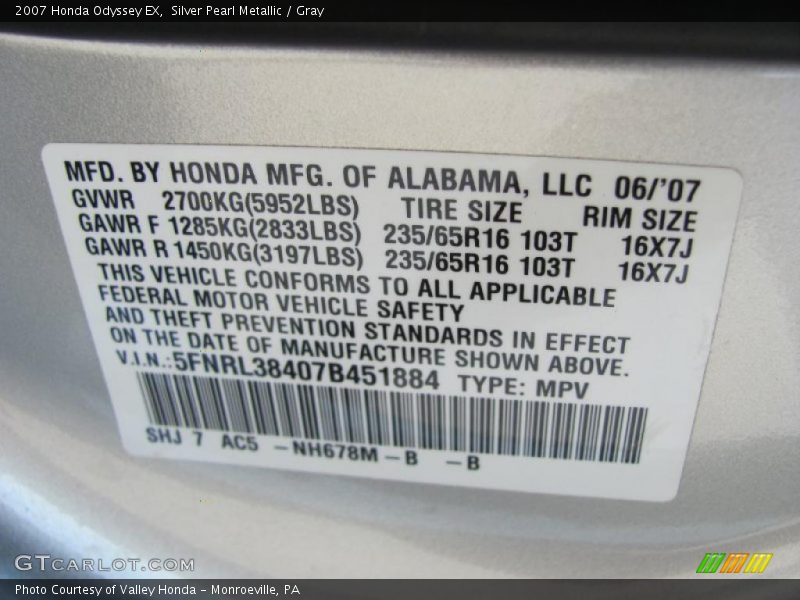 2007 Honda Odyssey EX, Silver Pearl Metallic / Gray
MFD. BY HONDA MFG. OF ALABAMA, LLC 06/'07
GVWR 2700KG(5952LBS) TIRE SIZE RIM SIZE
GAWR F 1285KG(2833LBS) 235/65R16 103T 16X7J
GAWR R 1450KG(3197LBS) 235/65R16 103T 16X7J
THIS VEHICLE CONFORMS TO ALL APPLICABLE
FEDERAL MOTOR VEHICLE SAFETY
AND THEFT PREVENTION STANDARDS IN EFFECT
ON THE DATE OF MANUFACTURE SHOWN ABOVE.
V.I.N.:5FNRL38407B451884 TYPE: MPV
SHJ 7 AC5 -NH678M-B -B
GTCARLOT.COM
Photo Courtesy of Valley Honda - Monroeville, PA